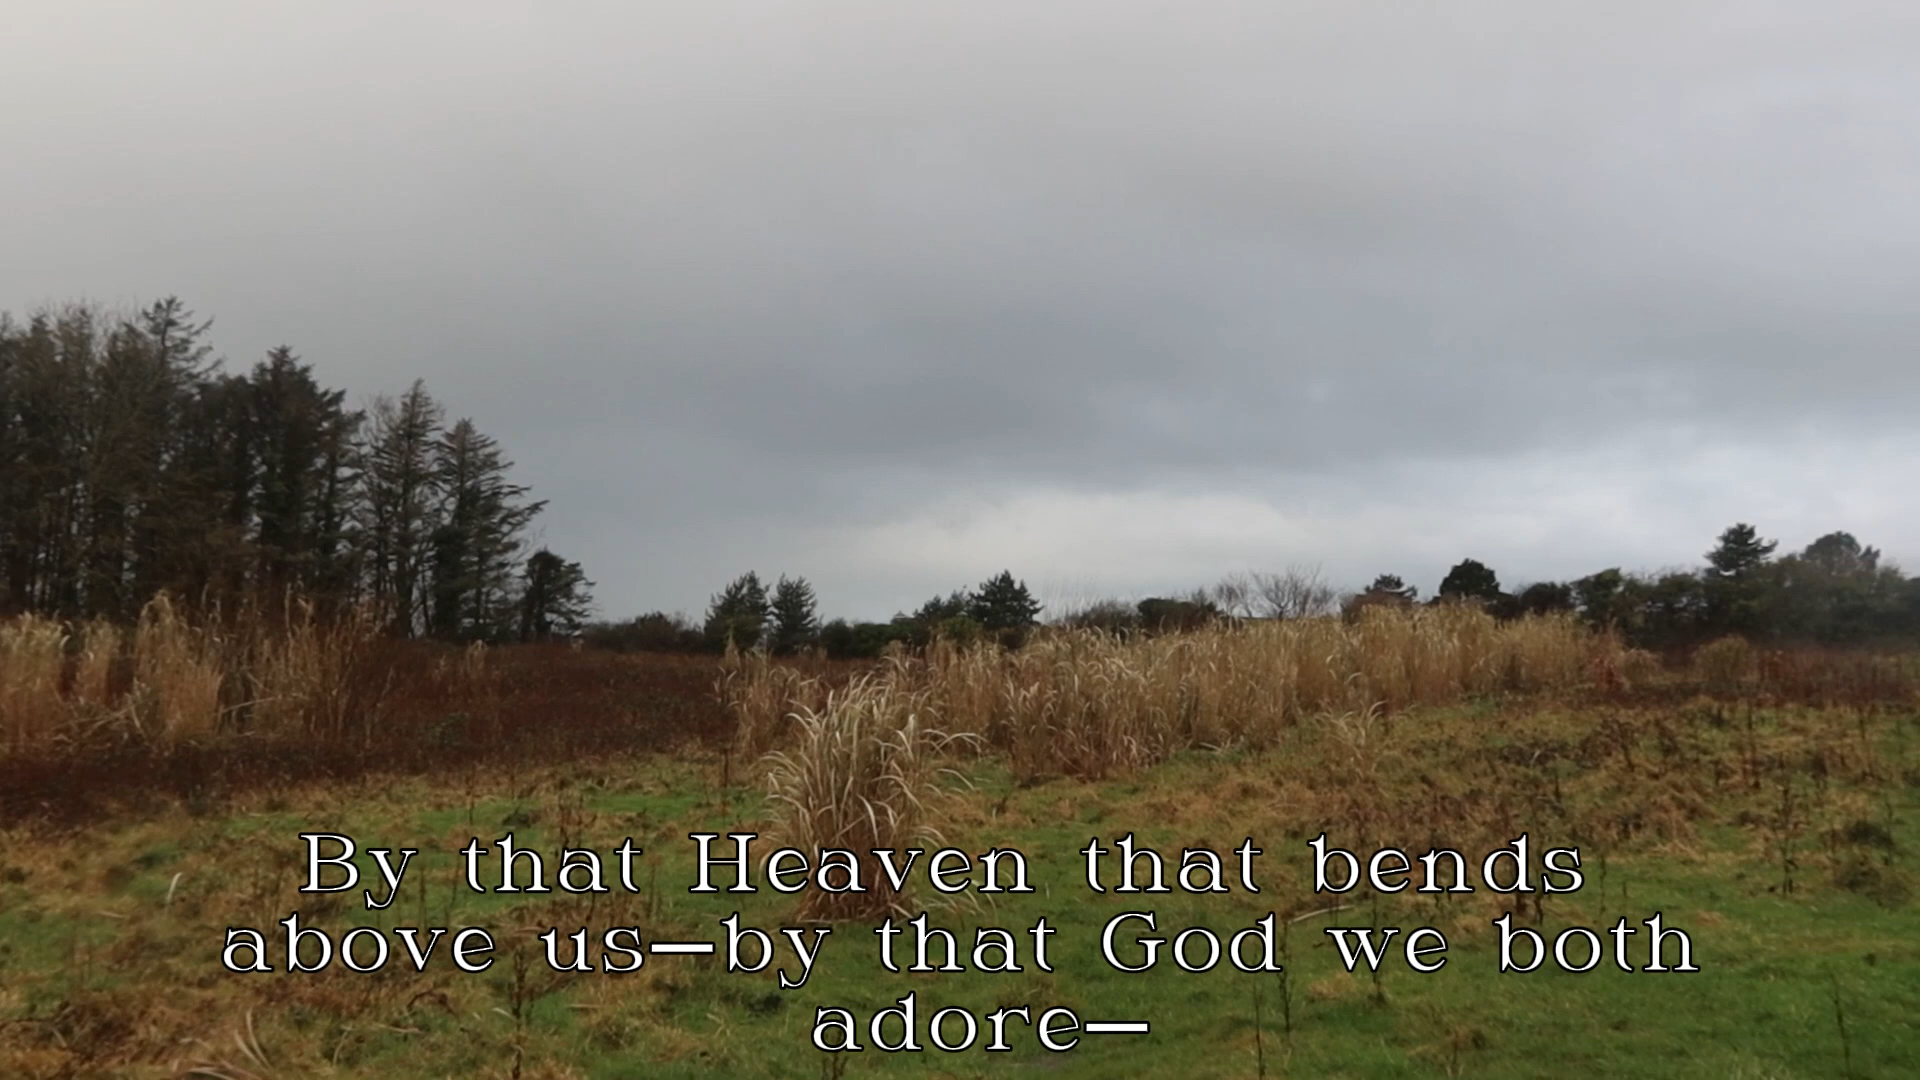 By that Heaven that bends
above us—by that God we both
adore—